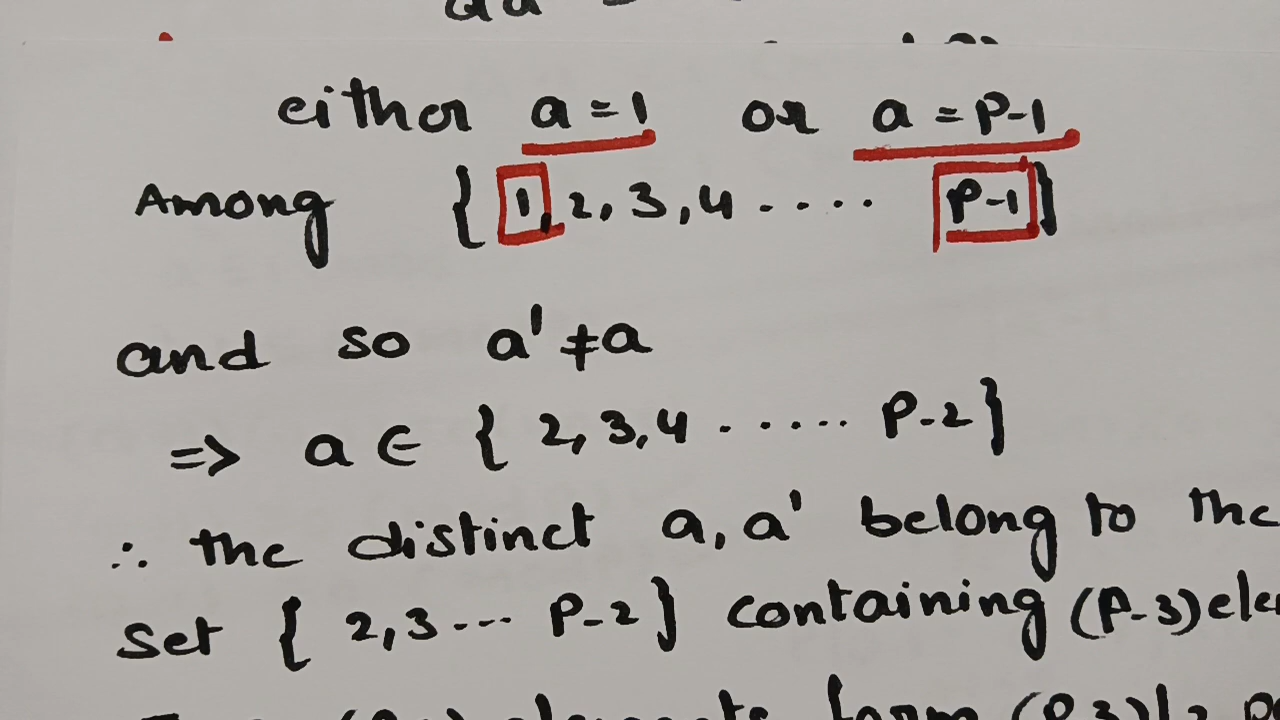 either a = 1 or a = P-1
Among { 1, 2, 3, 4 ..... P-1 }
and so a' ≠ a
=> a ∈ { 2, 3, 4 ...... P-2 }
∴ the distinct a, a' belong to the
set { 2, 3 --- P-2 } containing (P-3)